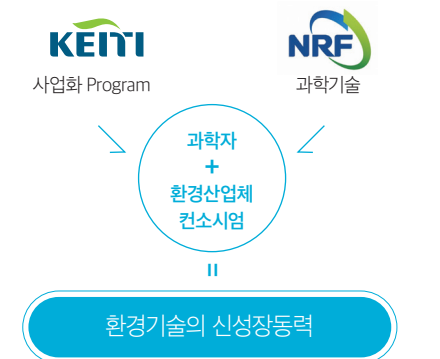 KEITI
NRF
사업화 Program
과학기술
과학자
+
환경산업체
컨소시엄
=
환경기술의 신성장동력